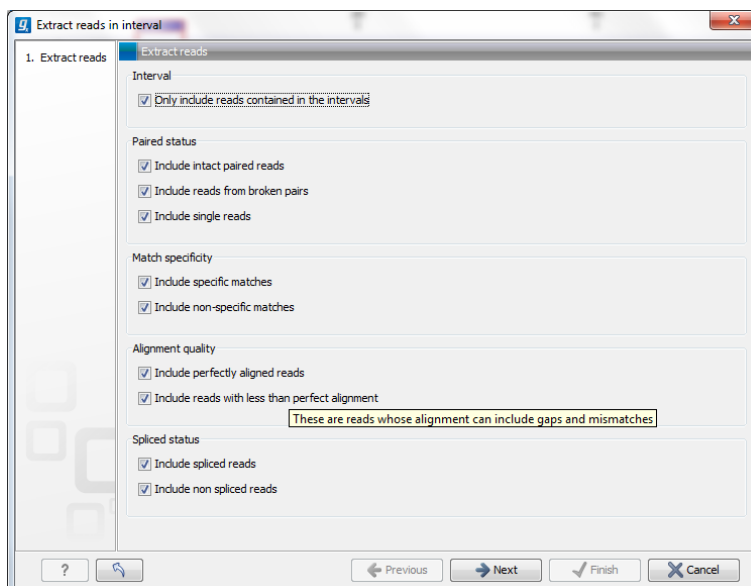 Extract reads in interval
1. Extract reads
Extract reads
Interval
Only include reads contained in the intervals
Paired status
Include intact paired reads
Include reads from broken pairs
Include single reads
Match specificity
Include specific matches
Include non-specific matches
Alignment quality
Include perfectly aligned reads
Include reads with less than perfect alignment
These are reads whose alignment can include gaps and mismatches
Spliced status
Include spliced reads
Include non spliced reads
?
Previous
Next
Finish
Cancel